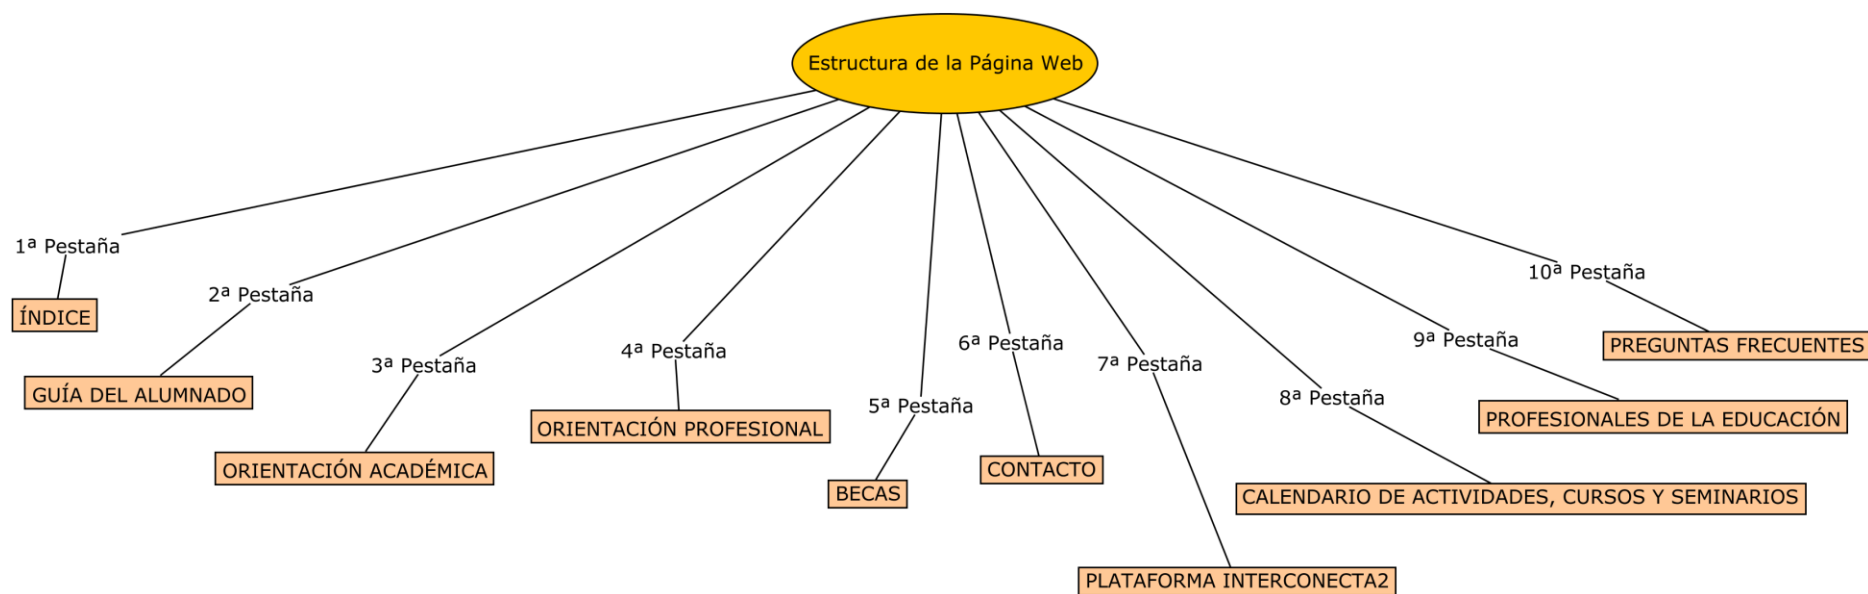 Estructura de la Página Web
1ª Pestaña
ÍNDICE
2ª Pestaña
GUÍA DEL ALUMNADO
3ª Pestaña
ORIENTACIÓN ACADÉMICA
4ª Pestaña
ORIENTACIÓN PROFESIONAL
5ª Pestaña
BECAS
6ª Pestaña
CONTACTO
7ª Pestaña
PLATAFORMA INTERCONECTA2
8ª Pestaña
CALENDARIO DE ACTIVIDADES, CURSOS Y SEMINARIOS
9ª Pestaña
PROFESIONALES DE LA EDUCACIÓN
10ª Pestaña
PREGUNTAS FRECUENTES